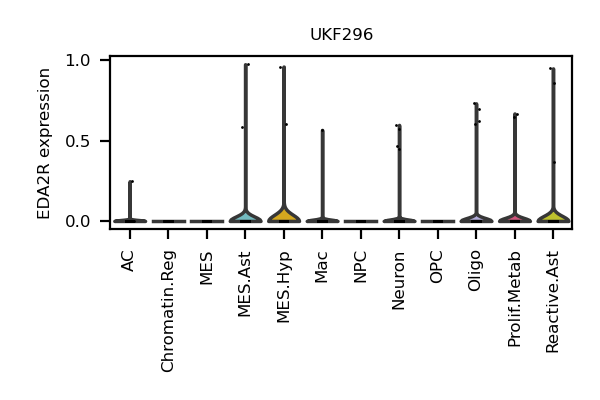 UKF296
EDA2R expression
1.0
0.5
0.0
AC
Chromatin.Reg
MES
MES.Ast
MES.Hyp
Mac
NPC
Neuron
OPC
Oligo
Prolif.Metab
Reactive.Ast